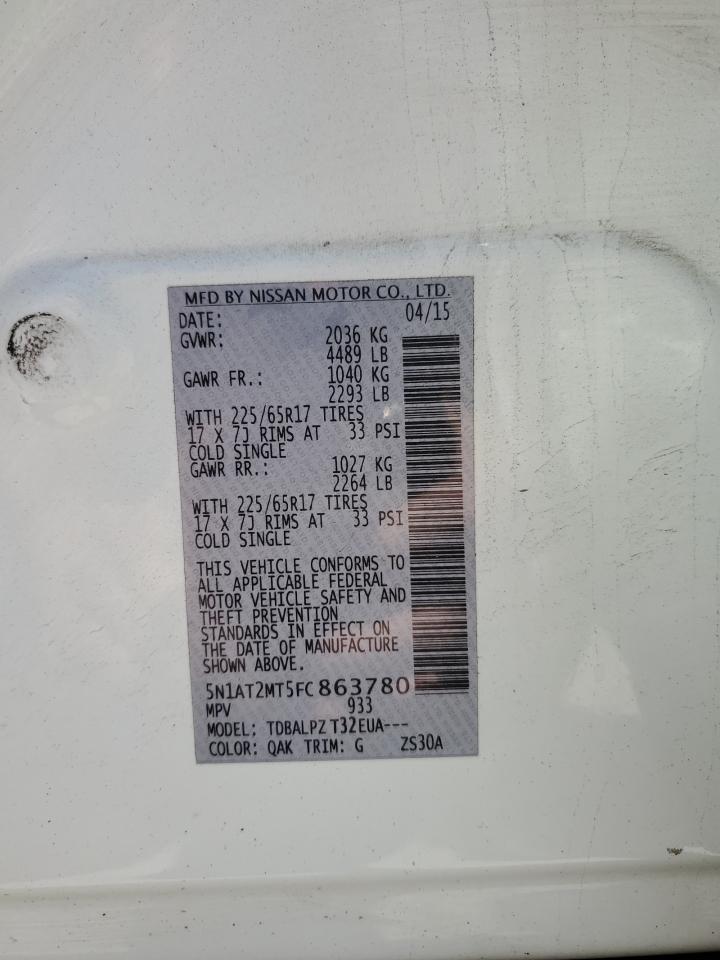 MFD BY NISSAN MOTOR CO., LTD.
DATE: 04/15
GVWR: 2036 KG
4489 LB
GAWR FR.: 1040 KG
2293 LB
WITH 225/65R17 TIRES
17 X 7J RIMS AT 33 PSI
COLD SINGLE
GAWR RR.: 1027 KG
2264 LB
WITH 225/65R17 TIRES
17 X 7J RIMS AT 33 PSI
COLD SINGLE
THIS VEHICLE CONFORMS TO
ALL APPLICABLE FEDERAL
MOTOR VEHICLE SAFETY AND
THEFT PREVENTION
STANDARDS IN EFFECT ON
THE DATE OF MANUFACTURE
SHOWN ABOVE.
5N1AT2MT5FC863780
MPV 933
MODEL: TDBALPZ T32EUA---
COLOR: QAK TRIM: G ZS30A